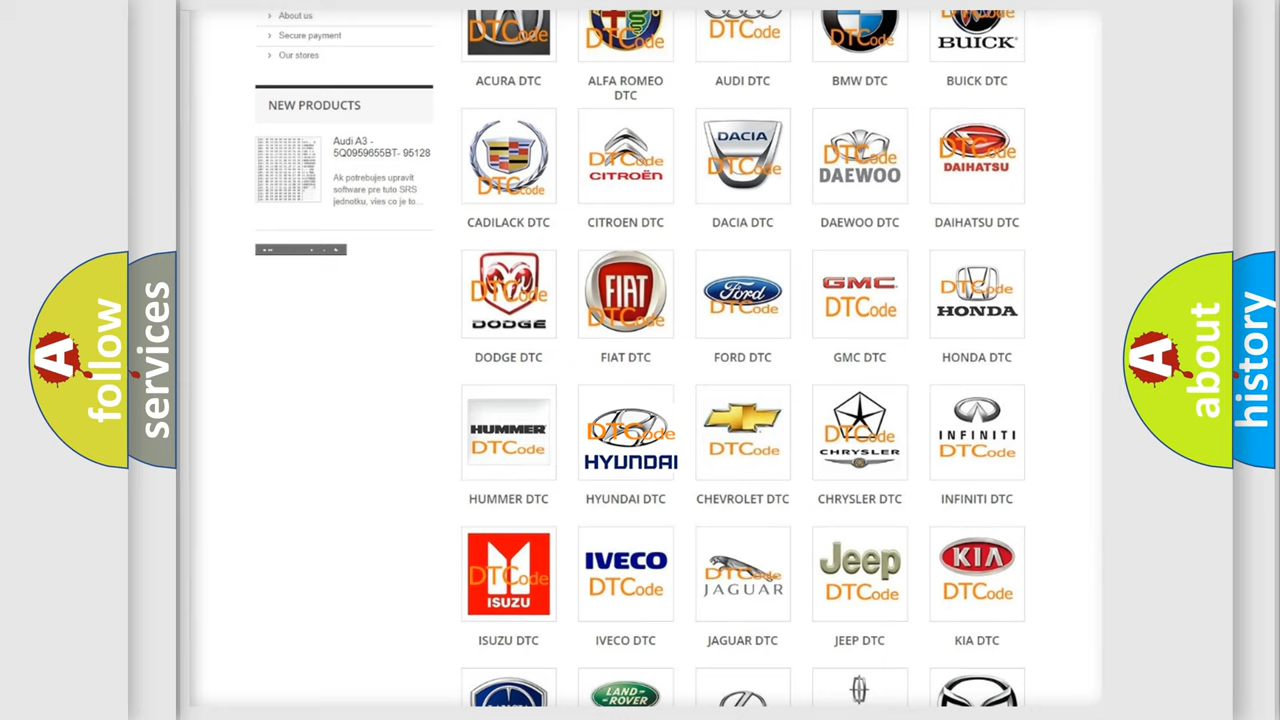 About us
Secure payment
Our stores
NEW PRODUCTS
Audi A3 -
5Q0959655BT- 95128
Ak potrebujes upravit
software pre tuto SRS
jednotku, vies co je to...
DTCode
DTCode
DTCode
DTCode
BUICK
ACURA DTC
ALFA ROMEO
DTC
AUDI DTC
BMW DTC
BUICK DTC
DTCode
DTCode
CITROËN
DACIA
DTCode
DTCode
DAEWOO
DTCode
DAIHATSU
CADILACK DTC
CITROEN DTC
DACIA DTC
DAEWOO DTC
DAIHATSU DTC
DTCode
DODGE
FIAT
DTCode
Ford
DTCode
GMC
DTCode
DTCode
HONDA
DODGE DTC
FIAT DTC
FORD DTC
GMC DTC
HONDA DTC
HUMMER
DTCode
DTCode
HYUNDAI
DTCode
DTCode
CHRYSLER
INFINITI
DTCode
HUMMER DTC
HYUNDAI DTC
CHEVROLET DTC
CHRYSLER DTC
INFINITI DTC
DTCode
ISUZU
IVECO
DTCode
DTCode
JAGUAR
Jeep
DTCode
KIA
DTCode
ISUZU DTC
IVECO DTC
JAGUAR DTC
JEEP DTC
KIA DTC
LAND-
ROVER
A
follow
services
A
about
history